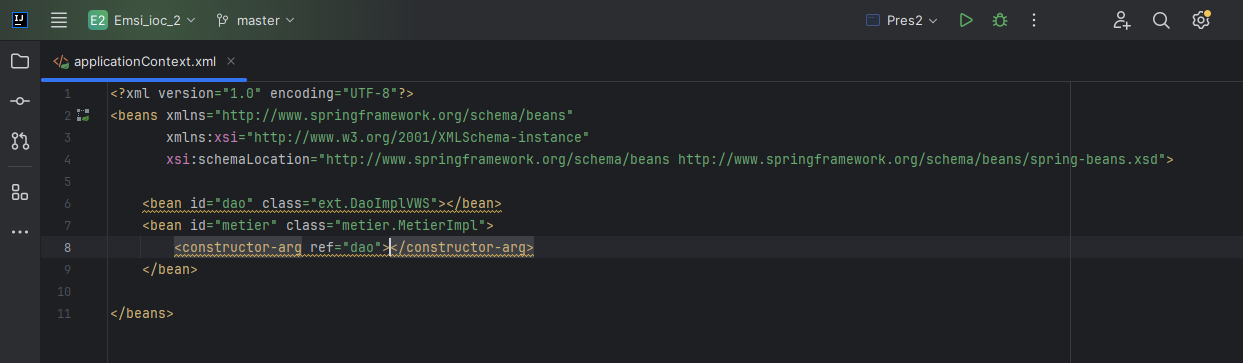 E2 Emsi_ioc_2 master Pres2
applicationContext.xml
1 <?xml version="1.0" encoding="UTF-8"?>
2 <beans xmlns="http://www.springframework.org/schema/beans"
3 xmlns:xsi="http://www.w3.org/2001/XMLSchema-instance"
4 xsi:schemaLocation="http://www.springframework.org/schema/beans http://www.springframework.org/schema/beans/spring-beans.xsd">
5
6 <bean id="dao" class="ext.DaoImplVWS"></bean>
7 <bean id="metier" class="metier.MetierImpl">
8 <constructor-arg ref="dao"></constructor-arg>
9 </bean>
10
11 </beans>